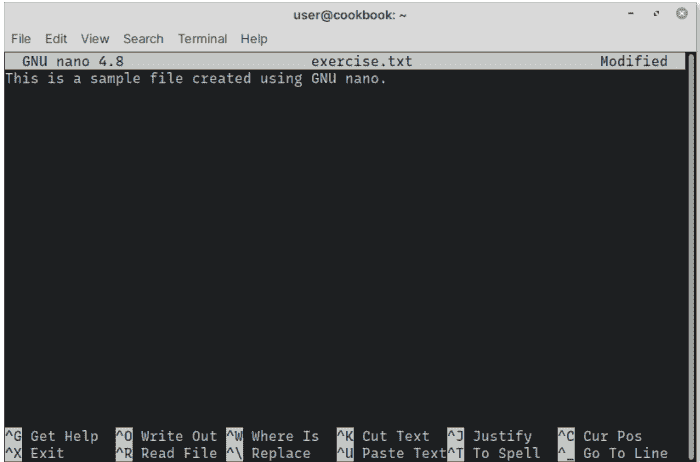 user@cookbook: ~
File Edit View Search Terminal Help
GNU nano 4.8 exercise.txt Modified
This is a sample file created using GNU nano.
^G Get Help ^O Write Out ^W Where Is ^K Cut Text ^J Justify ^C Cur Pos
^X Exit ^R Read File ^\ Replace ^U Paste Text ^T To Spell ^_ Go To Line